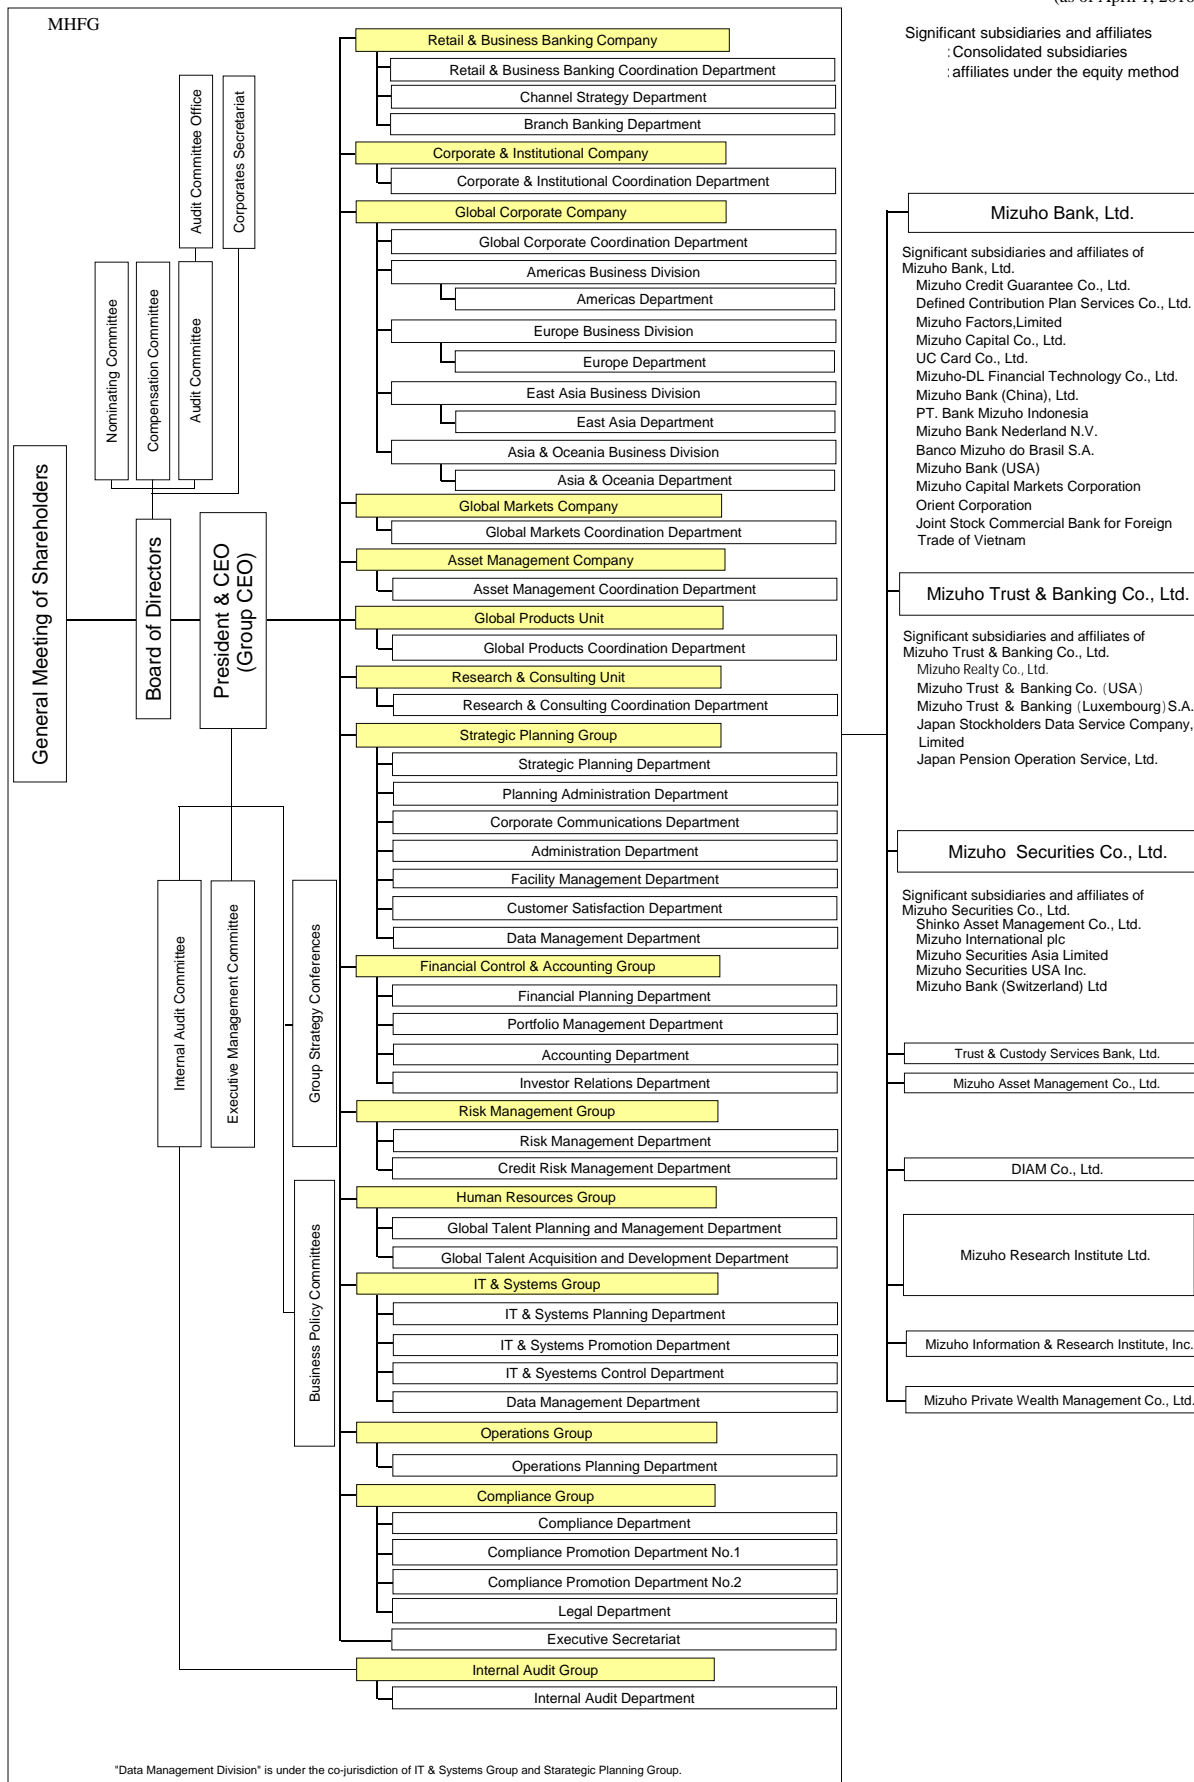 (as of April 1, 2016
MHFG
Significant subsidiaries and affiliates
:Consolidated subsidiaries
:affiliates under the equity method
General Meeting of Shareholders
Board of Directors
President & CEO
(Group CEO)
Nominating Committee
Compensation Committee
Audit Committee
Audit Committee Office
Corporates Secretariat
Internal Audit Committee
Executive Management Committee
Group Strategy Conferences
Business Policy Committees
Retail & Business Banking Company
Retail & Business Banking Coordination Department
Channel Strategy Department
Branch Banking Department
Corporate & Institutional Company
Corporate & Institutional Coordination Department
Global Corporate Company
Global Corporate Coordination Department
Americas Business Division
Americas Department
Europe Business Division
Europe Department
East Asia Business Division
East Asia Department
Asia & Oceania Business Division
Asia & Oceania Department
Global Markets Company
Global Markets Coordination Department
Asset Management Company
Asset Management Coordination Department
Global Products Unit
Global Products Coordination Department
Research & Consulting Unit
Research & Consulting Coordination Department
Strategic Planning Group
Strategic Planning Department
Planning Administration Department
Corporate Communications Department
Administration Department
Facility Management Department
Customer Satisfaction Department
Data Management Department
Financial Control & Accounting Group
Financial Planning Department
Portfolio Management Department
Accounting Department
Investor Relations Department
Risk Management Group
Risk Management Department
Credit Risk Management Department
Human Resources Group
Global Talent Planning and Management Department
Global Talent Acquisition and Development Department
IT & Systems Group
IT & Systems Planning Department
IT & Systems Promotion Department
IT & Syestems Control Department
Data Management Department
Operations Group
Operations Planning Department
Compliance Group
Compliance Department
Compliance Promotion Department No.1
Compliance Promotion Department No.2
Legal Department
Executive Secretariat
Internal Audit Group
Internal Audit Department
"Data Management Division" is under the co-jurisdiction of IT & Systems Group and Starategic Planning Group.
Mizuho Bank, Ltd.
Significant subsidiaries and affiliates of
Mizuho Bank, Ltd.
Mizuho Credit Guarantee Co., Ltd.
Defined Contribution Plan Services Co., Ltd.
Mizuho Factors,Limited
Mizuho Capital Co., Ltd.
UC Card Co., Ltd.
Mizuho-DL Financial Technology Co., Ltd.
Mizuho Bank (China), Ltd.
PT. Bank Mizuho Indonesia
Mizuho Bank Nederland N.V.
Banco Mizuho do Brasil S.A.
Mizuho Bank (USA)
Mizuho Capital Markets Corporation
Orient Corporation
Joint Stock Commercial Bank for Foreign
Trade of Vietnam
Mizuho Trust & Banking Co., Ltd.
Significant subsidiaries and affiliates of
Mizuho Trust & Banking Co., Ltd.
Mizuho Realty Co., Ltd.
Mizuho Trust & Banking Co. (USA)
Mizuho Trust & Banking (Luxembourg)S.A.
Japan Stockholders Data Service Company,
Limited
Japan Pension Operation Service, Ltd.
Mizuho Securities Co., Ltd.
Significant subsidiaries and affiliates of
Mizuho Securities Co., Ltd.
Shinko Asset Management Co., Ltd.
Mizuho International plc
Mizuho Securities Asia Limited
Mizuho Securities USA Inc.
Mizuho Bank (Switzerland) Ltd
Trust & Custody Services Bank, Ltd.
Mizuho Asset Management Co., Ltd.
DIAM Co., Ltd.
Mizuho Research Institute Ltd.
Mizuho Information & Research Institute, Inc.
Mizuho Private Wealth Management Co., Ltd.